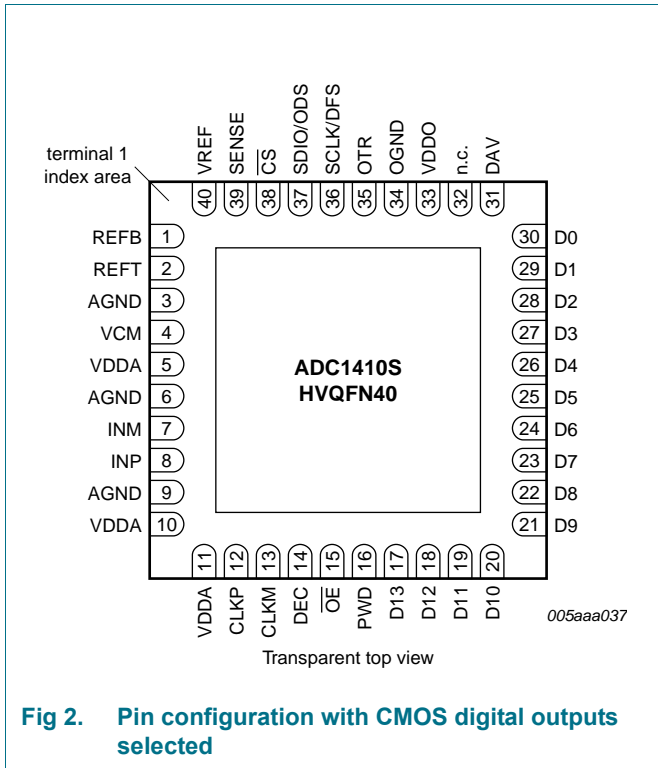 terminal 1
index area
VREF
SENSE
C̅S̅
SDIO/ODS
SCLK/DFS
OTR
OGND
VDDO
n.c.
DAV
40
39
38
37
36
35
34
33
32
31
REFB 1
REFT 2
AGND 3
VCM 4
VDDA 5
AGND 6
INM 7
INP 8
AGND 9
VDDA 10
ADC1410S
HVQFN40
30 D0
29 D1
28 D2
27 D3
26 D4
25 D5
24 D6
23 D7
22 D8
21 D9
11
12
13
14
15
16
17
18
19
20
VDDA
CLKP
CLKM
DEC
O̅E̅
PWD
D13
D12
D11
D10
005aaa037
Transparent top view
Fig 2. Pin configuration with CMOS digital outputs
selected